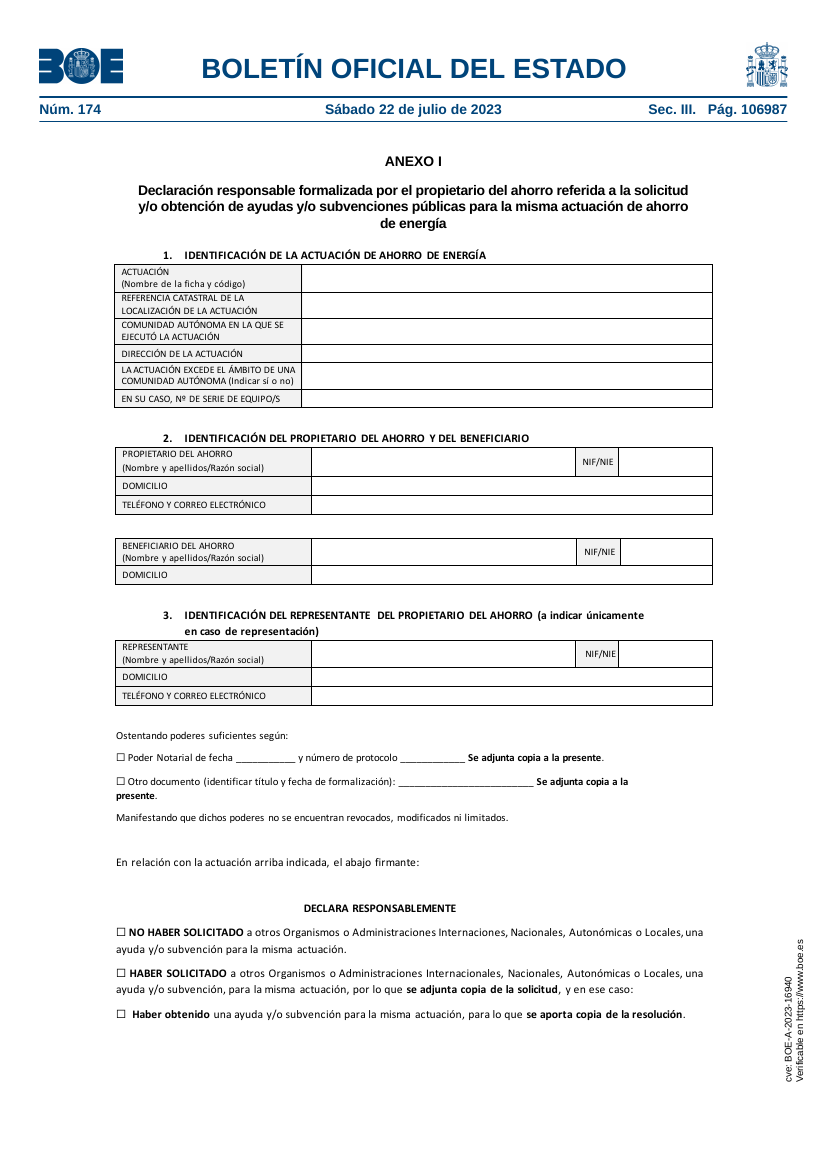 BOE
BOLETÍN OFICIAL DEL ESTADO
Núm. 174 Sábado 22 de julio de 2023 Sec. III. Pág. 106987
ANEXO I
Declaración responsable formalizada por el propietario del ahorro referida a la solicitud
y/o obtención de ayudas y/o subvenciones públicas para la misma actuación de ahorro
de energía
1. IDENTIFICACIÓN DE LA ACTUACIÓN DE AHORRO DE ENERGÍA
ACTUACIÓN
(Nombre de la ficha y código)
REFERENCIA CATASTRAL DE LA
LOCALIZACIÓN DE LA ACTUACIÓN
COMUNIDAD AUTÓNOMA EN LA QUE SE
EJECUTÓ LA ACTUACIÓN
DIRECCIÓN DE LA ACTUACIÓN
LA ACTUACIÓN EXCEDE EL ÁMBITO DE UNA
COMUNIDAD AUTÓNOMA (Indicar sí o no)
EN SU CASO, Nº DE SERIE DE EQUIPO/S
2. IDENTIFICACIÓN DEL PROPIETARIO DEL AHORRO Y DEL BENEFICIARIO
PROPIETARIO DEL AHORRO
(Nombre y apellidos/Razón social) NIF/NIE
DOMICILIO
TELÉFONO Y CORREO ELECTRÓNICO
BENEFICIARIO DEL AHORRO
(Nombre y apellidos/Razón social) NIF/NIE
DOMICILIO
3. IDENTIFICACIÓN DEL REPRESENTANTE DEL PROPIETARIO DEL AHORRO (a indicar únicamente
en caso de representación)
REPRESENTANTE
(Nombre y apellidos/Razón social) NIF/NIE
DOMICILIO
TELÉFONO Y CORREO ELECTRÓNICO
Ostentando poderes suficientes según:
☐ Poder Notarial de fecha ___________ y número de protocolo ____________ Se adjunta copia a la presente.
☐ Otro documento (identificar título y fecha de formalización): _________________________ Se adjunta copia a la
presente.
Manifestando que dichos poderes no se encuentran revocados, modificados ni limitados.
En relación con la actuación arriba indicada, el abajo firmante:
DECLARA RESPONSABLEMENTE
☐ NO HABER SOLICITADO a otros Organismos o Administraciones Internaciones, Nacionales, Autonómicas o Locales, una
ayuda y/o subvención para la misma actuación.
☐ HABER SOLICITADO a otros Organismos o Administraciones Internacionales, Nacionales, Autonómicas o Locales, una
ayuda y/o subvención, para la misma actuación, por lo que se adjunta copia de la solicitud, y en ese caso:
☐ Haber obtenido una ayuda y/o subvención para la misma actuación, para lo que se aporta copia de la resolución.
cve: BOE-A-2023-16940
Verificable en https://www.boe.es